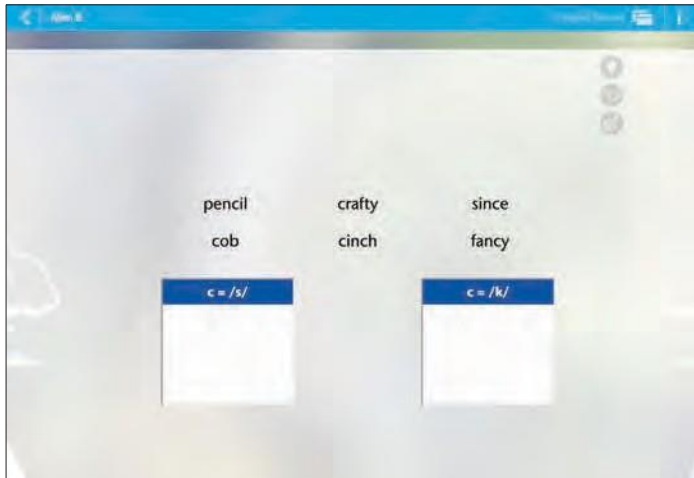 pencil crafty since
cob cinch fancy
c = /s/ c = /k/